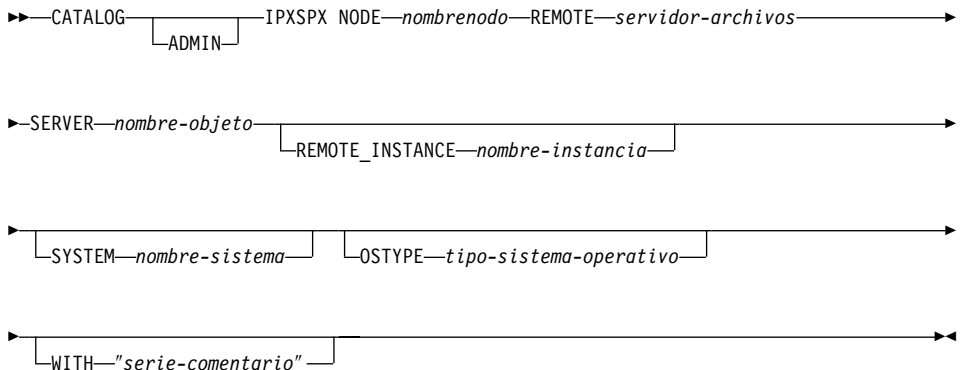 CATALOG IPXSPX NODE nombrenodo REMOTE servidor-archivos
ADMIN
SERVER nombre-objeto
REMOTE_INSTANCE nombre-instancia
SYSTEM nombre-sistema OSTYPE tipo-sistema-operativo
WITH "serie-comentario"